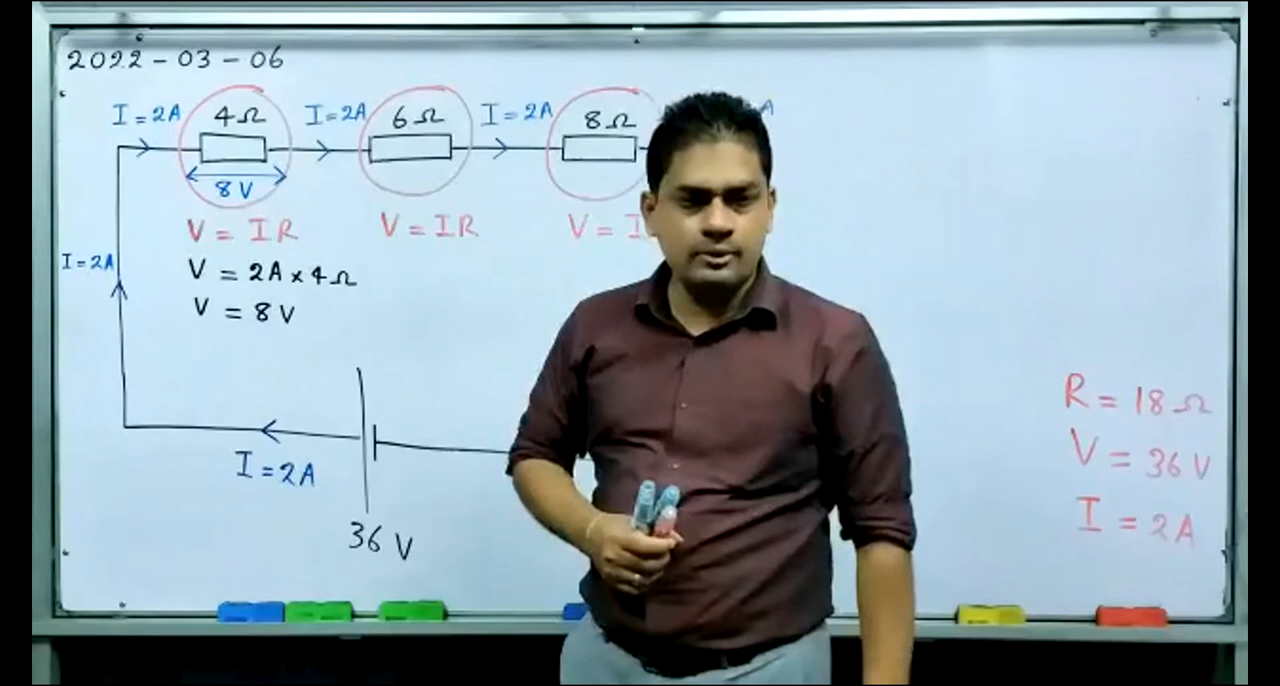 2022-03-06
I = 2A 4Ω I = 2A 6Ω I = 2A 8Ω A
8 V
V = IR V = IR V = I
I = 2A
V = 2A × 4Ω
V = 8 V
R = 18 Ω
V = 36 V
I = 2A
I = 2A
36 V